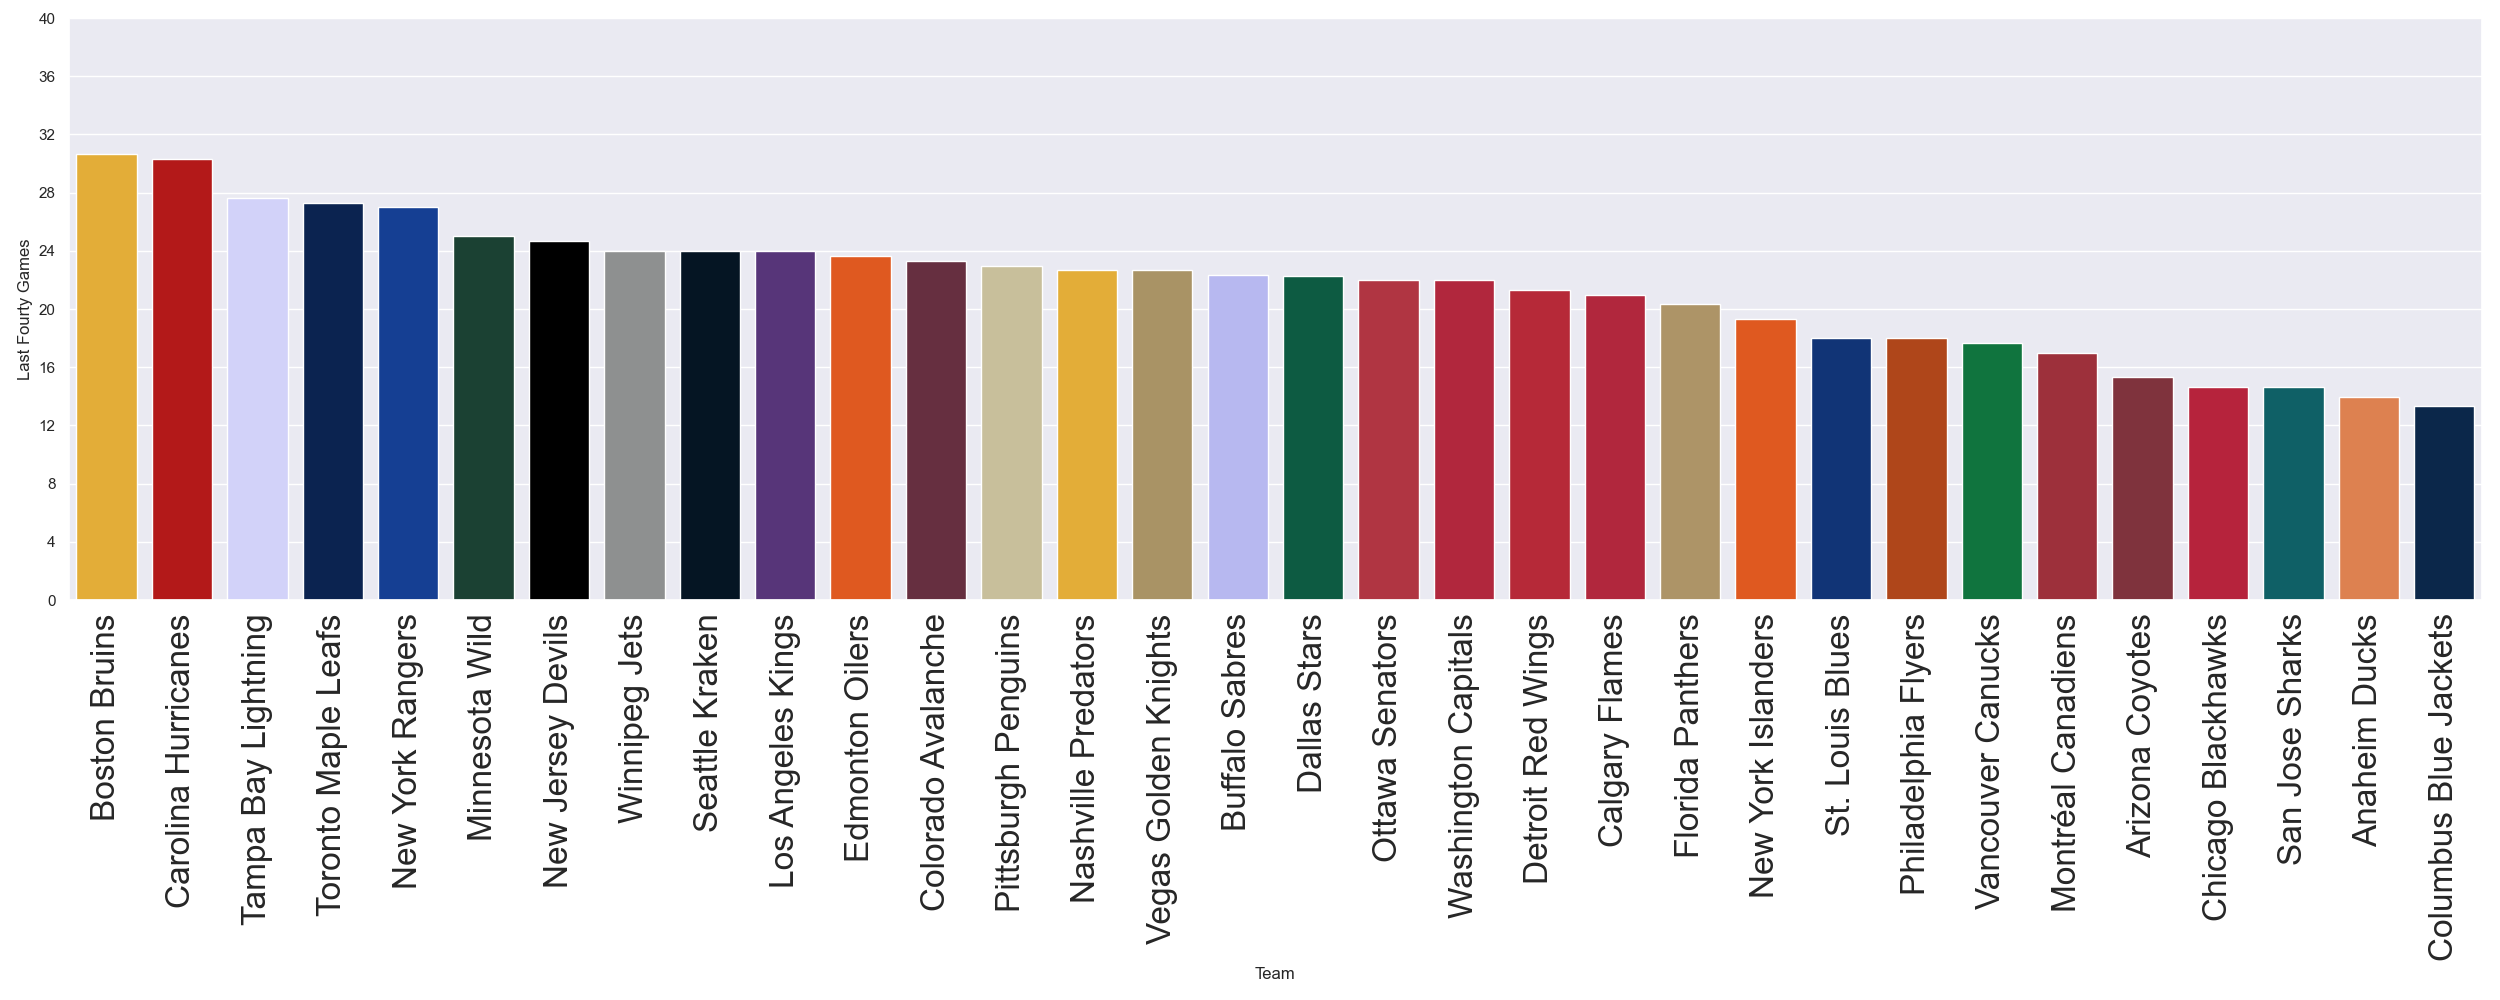 40
36
32
28
24
20
16
12
8
4
0
Last Fourty Games
Boston Bruins
Carolina Hurricanes
Tampa Bay Lightning
Toronto Maple Leafs
New York Rangers
Minnesota Wild
New Jersey Devils
Winnipeg Jets
Seattle Kraken
Los Angeles Kings
Edmonton Oilers
Colorado Avalanche
Pittsburgh Penguins
Nashville Predators
Vegas Golden Knights
Buffalo Sabres
Dallas Stars
Ottawa Senators
Washington Capitals
Detroit Red Wings
Calgary Flames
Florida Panthers
New York Islanders
St. Louis Blues
Philadelphia Flyers
Vancouver Canucks
Montréal Canadiens
Arizona Coyotes
Chicago Blackhawks
San Jose Sharks
Anaheim Ducks
Columbus Blue Jackets
Team